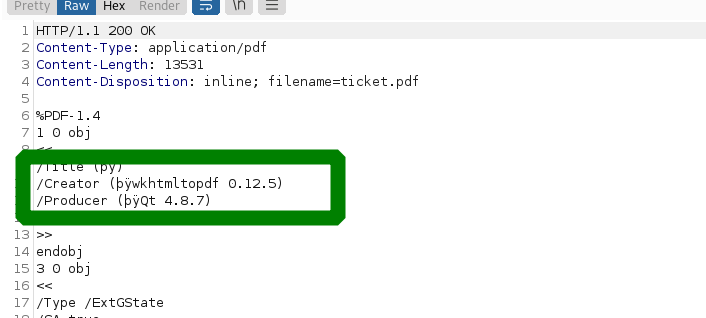 Pretty Raw Hex Render \n
1 HTTP/1.1 200 OK
2 Content-Type: application/pdf
3 Content-Length: 13531
4 Content-Disposition: inline; filename=ticket.pdf
5
6 %PDF-1.4
7 1 0 obj
<<
/Title (þÿ)
/Creator (þÿwkhtmltopdf 0.12.5)
/Producer (þÿQt 4.8.7)
13 >>
14 endobj
15 3 0 obj
16 <<
17 /Type /ExtGState